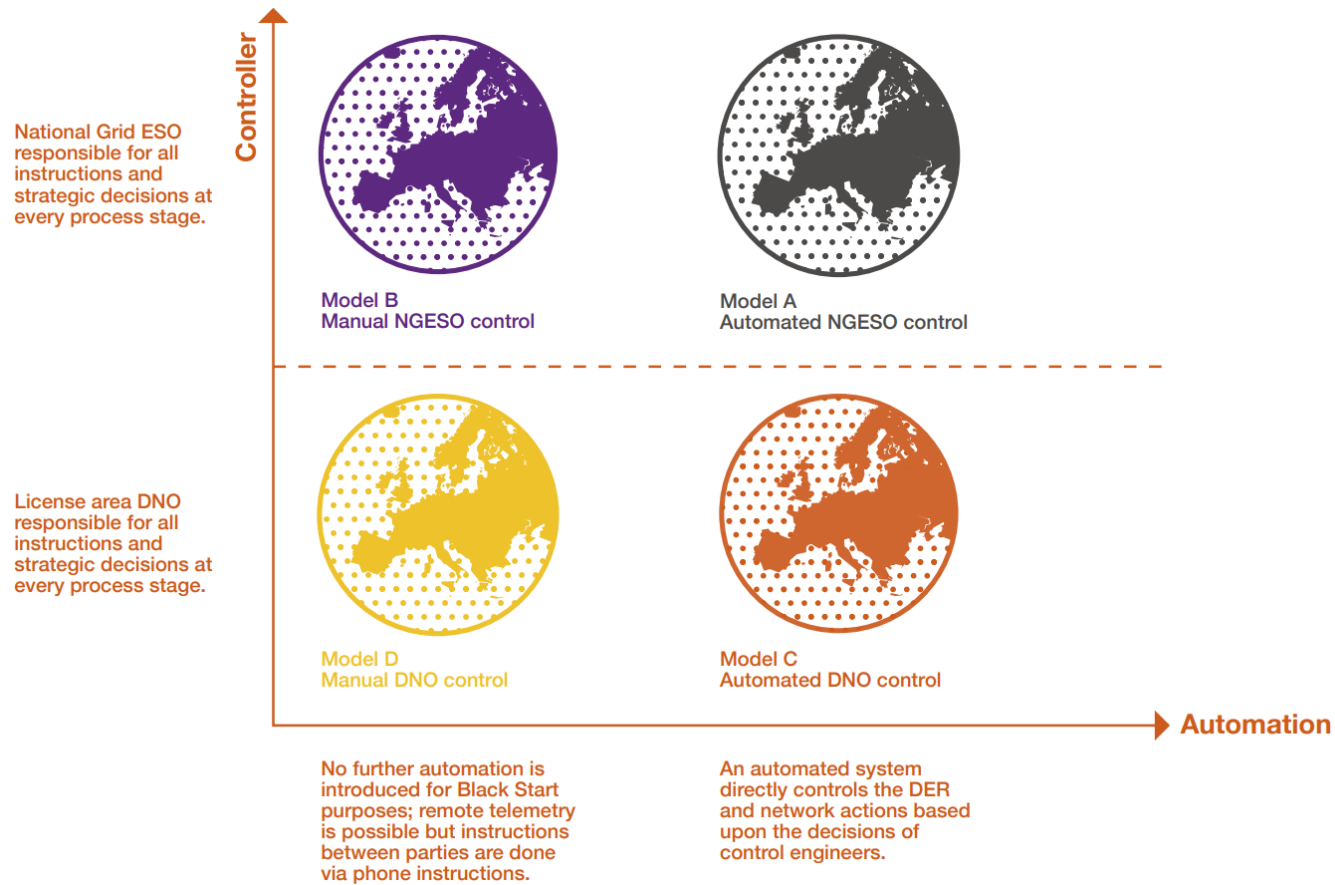 Controller
National Grid ESO
responsible for all
instructions and
strategic decisions at
every process stage.
Model B
Manual NGESO control
Model A
Automated NGESO control
License area DNO
responsible for all
instructions and
strategic decisions at
every process stage.
Model D
Manual DNO control
Model C
Automated DNO control
Automation
No further automation is
introduced for Black Start
purposes; remote telemetry
is possible but instructions
between parties are done
via phone instructions.
An automated system
directly controls the DER
and network actions based
upon the decisions of
control engineers.